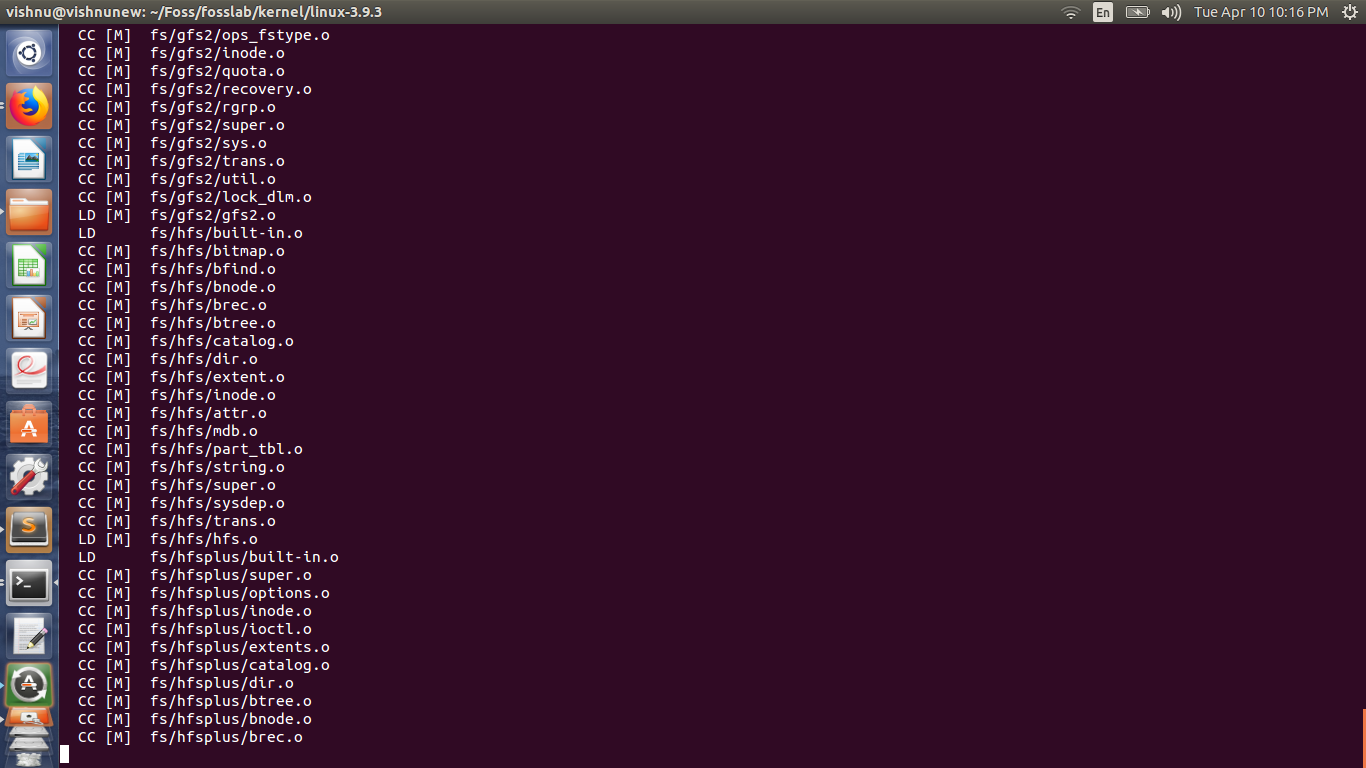 vishnu@vishnunew: ~/Foss/fosslab/kernel/linux-3.9.3
En
Tue Apr 10 10:16 PM
CC [M]  fs/gfs2/ops_fstype.o
CC [M]  fs/gfs2/inode.o
CC [M]  fs/gfs2/quota.o
CC [M]  fs/gfs2/recovery.o
CC [M]  fs/gfs2/rgrp.o
CC [M]  fs/gfs2/super.o
CC [M]  fs/gfs2/sys.o
CC [M]  fs/gfs2/trans.o
CC [M]  fs/gfs2/util.o
CC [M]  fs/gfs2/lock_dlm.o
LD [M]  fs/gfs2/gfs2.o
LD      fs/hfs/built-in.o
CC [M]  fs/hfs/bitmap.o
CC [M]  fs/hfs/bfind.o
CC [M]  fs/hfs/bnode.o
CC [M]  fs/hfs/brec.o
CC [M]  fs/hfs/btree.o
CC [M]  fs/hfs/catalog.o
CC [M]  fs/hfs/dir.o
CC [M]  fs/hfs/extent.o
CC [M]  fs/hfs/inode.o
CC [M]  fs/hfs/attr.o
CC [M]  fs/hfs/mdb.o
CC [M]  fs/hfs/part_tbl.o
CC [M]  fs/hfs/string.o
CC [M]  fs/hfs/super.o
CC [M]  fs/hfs/sysdep.o
CC [M]  fs/hfs/trans.o
LD [M]  fs/hfs/hfs.o
LD      fs/hfsplus/built-in.o
CC [M]  fs/hfsplus/super.o
CC [M]  fs/hfsplus/options.o
CC [M]  fs/hfsplus/inode.o
CC [M]  fs/hfsplus/ioctl.o
CC [M]  fs/hfsplus/extents.o
CC [M]  fs/hfsplus/catalog.o
CC [M]  fs/hfsplus/dir.o
CC [M]  fs/hfsplus/btree.o
CC [M]  fs/hfsplus/bnode.o
CC [M]  fs/hfsplus/brec.o